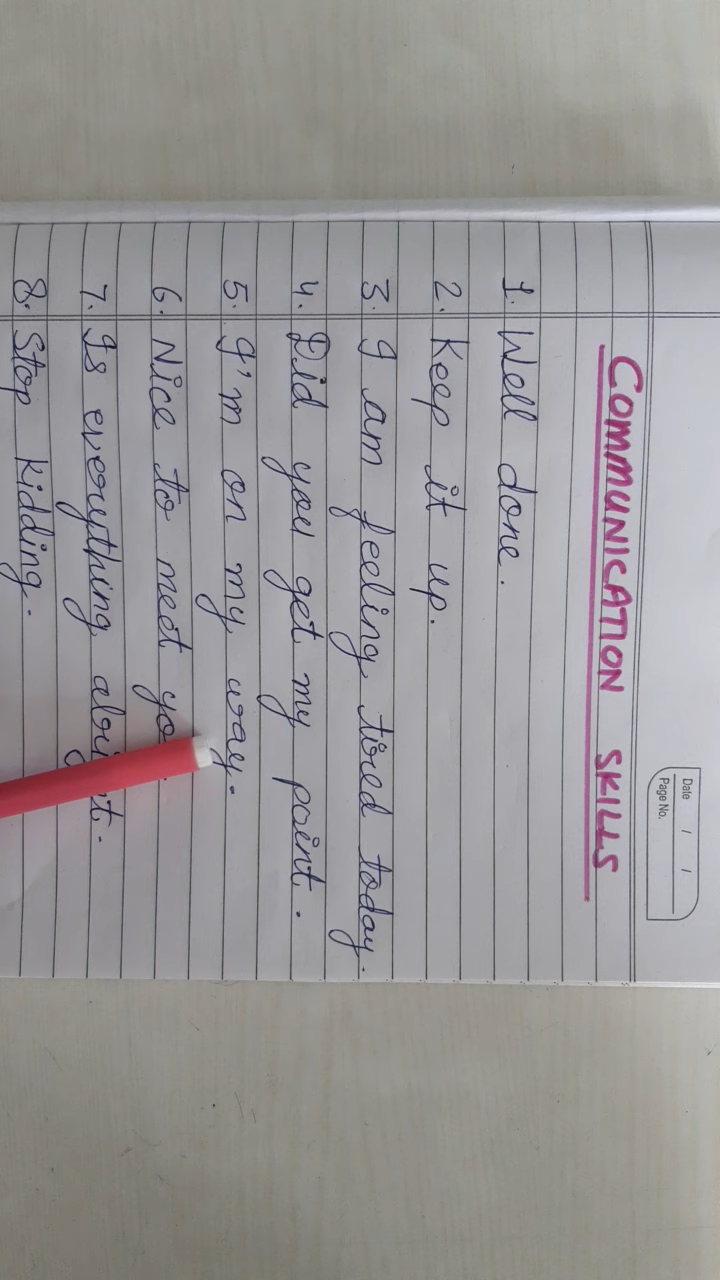 Date / /
Page No.
COMMUNICATION SKILLS
1. Well done.
2. Keep it up.
3. I am feeling tired today.
4. Did you get my point.
5. I'm on my way.
6. Nice to meet
7. Is everything
8. Stop kidding.